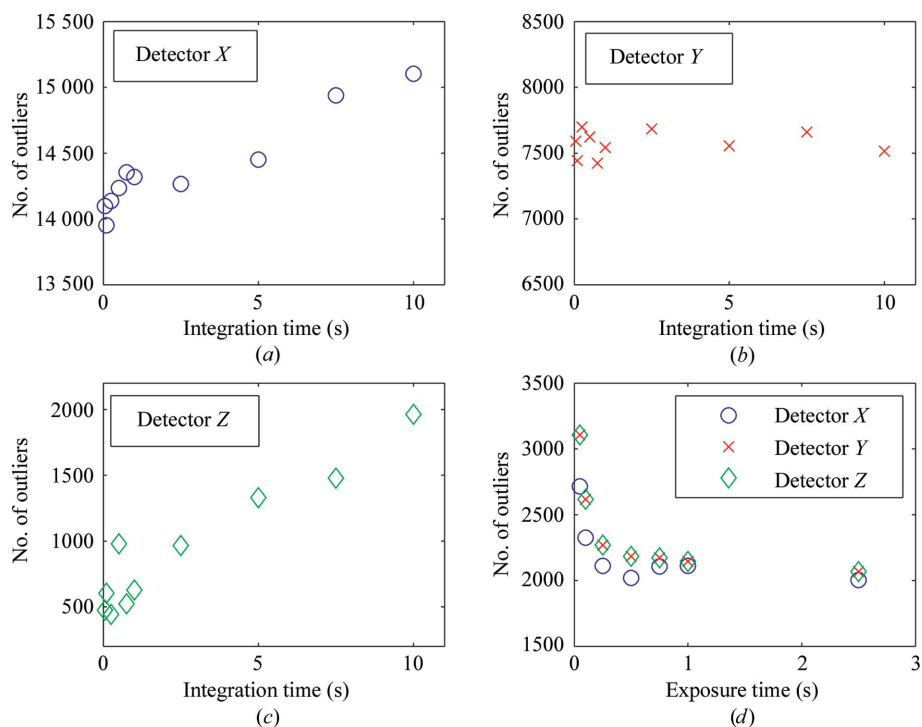 Detector X
15 500
15 000
14 500
14 000
13 500
No. of outliers
0 5 10
Integration time (s)
(a)
Detector Y
8500
8000
7500
7000
6500
No. of outliers
0 5 10
Integration time (s)
(b)
Detector Z
2000
1500
1000
500
No. of outliers
0 5 10
Integration time (s)
(c)
Detector X
Detector Y
Detector Z
3500
3000
2500
2000
1500
No. of outliers
0 1 2 3
Exposure time (s)
(d)